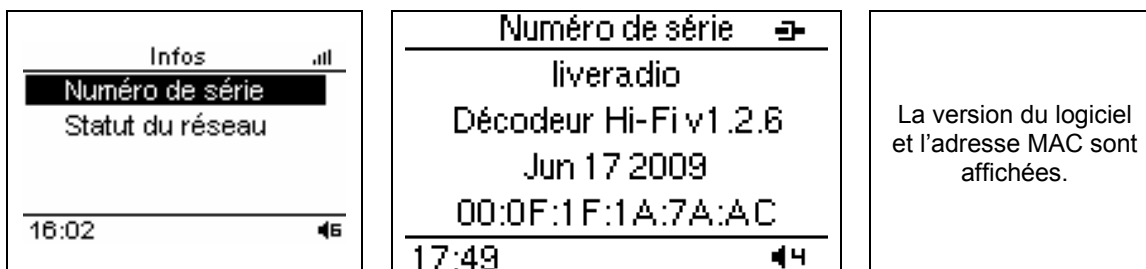 Infos
Numéro de série
Statut du réseau
16:02
6
Numéro de série
liveradio
Décodeur Hi-Fi v1.2.6
Jun 17 2009
00:0F:1F:1A:7A:AC
17:49
4
La version du logiciel
et l’adresse MAC sont
affichées.